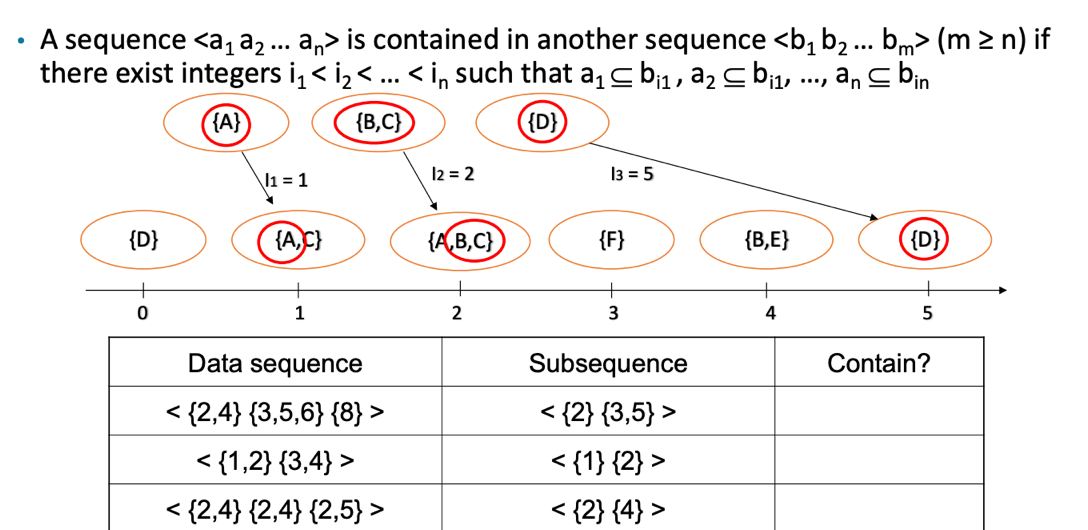 • A sequence <a₁ a₂ … aₙ> is contained in another sequence <b₁ b₂ … bₘ> (m ≥ n) if
there exist integers i₁ < i₂ < … < iₙ such that a₁ ⊆ bᵢ₁ , a₂ ⊆ bᵢ₁, …, aₙ ⊆ bᵢₙ
{A} {B,C} {D}
I₁ = 1 I₂ = 2 I₃ = 5
{D} {A,C} {A,B,C} {F} {B,E} {D}
0 1 2 3 4 5
Data sequence Subsequence Contain?
< {2,4} {3,5,6} {8} > < {2} {3,5} >
< {1,2} {3,4} > < {1} {2} >
< {2,4} {2,4} {2,5} > < {2} {4} >